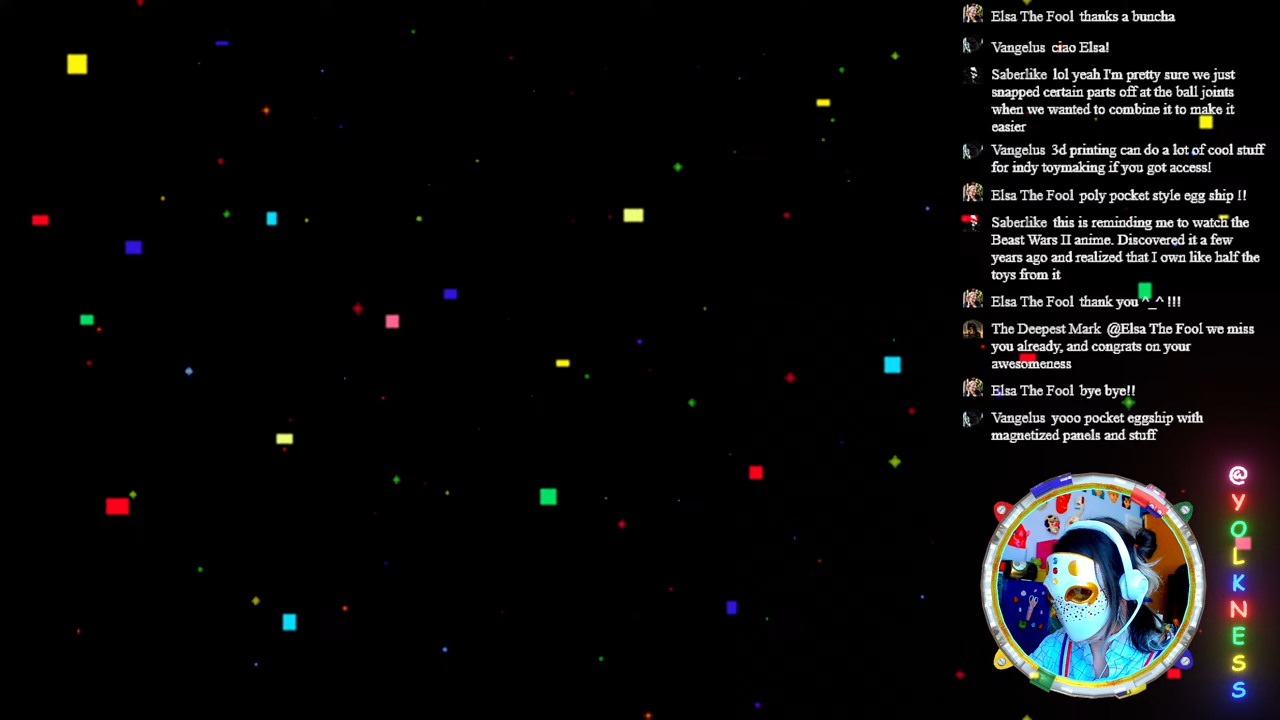 Elsa The Fool thanks a buncha
Vangelus ciao Elsa!
Saberlike lol yeah I'm pretty sure we just
snapped certain parts off at the ball joints
when we wanted to combine it to make it
easier
Vangelus 3d printing can do a lot of cool stuff
for indy toymaking if you got access!
Elsa The Fool poly pocket style egg ship !!
Saberlike this is reminding me to watch the
Beast Wars II anime. Discovered it a few
years ago and realized that I own like half the
toys from it
Elsa The Fool thank you ^_^ !!!
The Deepest Mark @Elsa The Fool we miss
you already, and congrats on your
awesomeness
Elsa The Fool bye bye!!
Vangelus yooo pocket eggship with
magnetized panels and stuff
@YOLKNESS